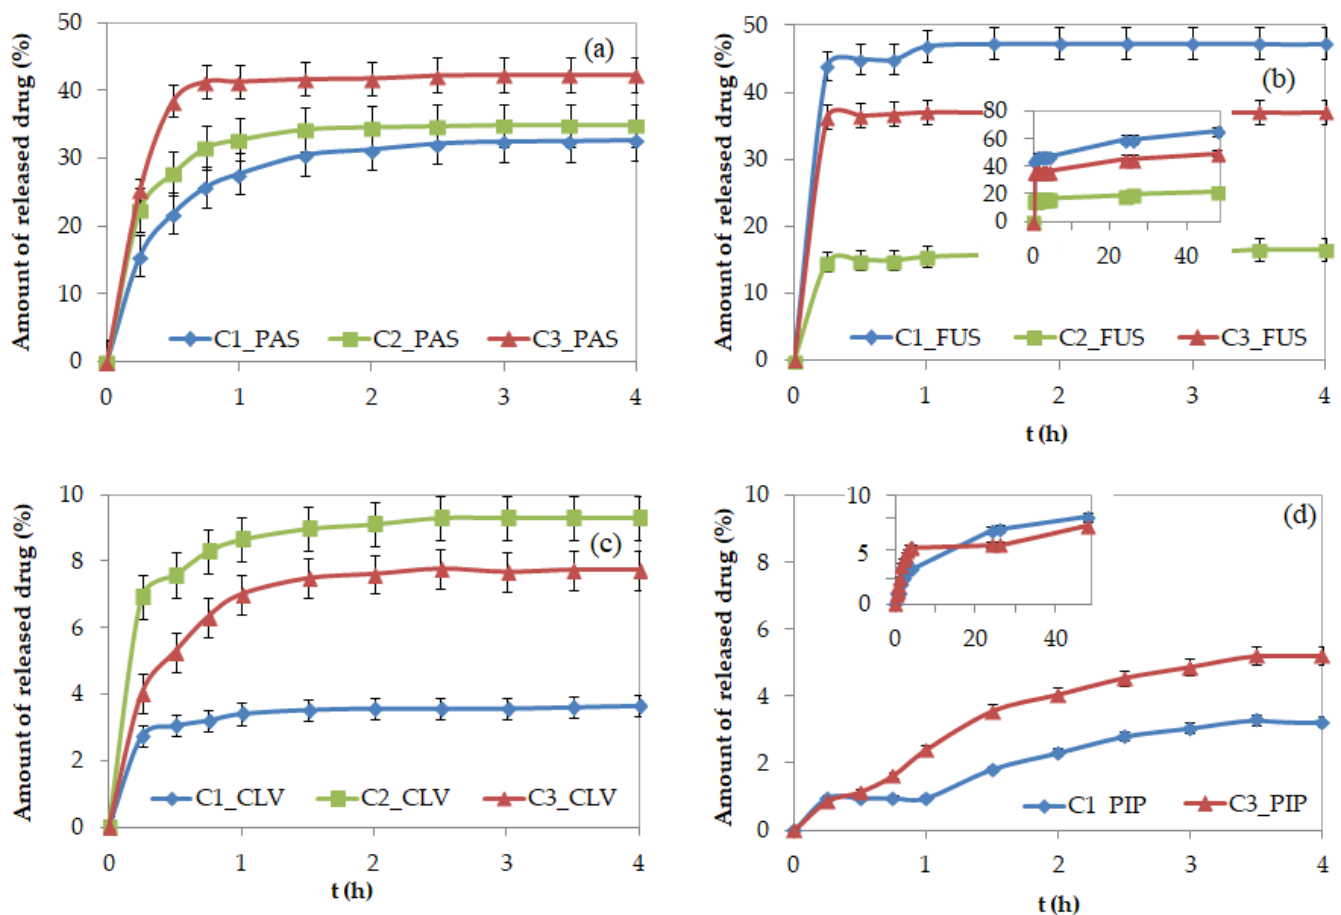 Amount of released drug (%)
50
40
30
20
10
0
(a)
C1_PAS C2_PAS C3_PAS
0 1 2 3 4
Amount of released drug (%)
50
40
30
20
10
0
(b)
80
60
40
20
0
0 20 40
C1_FUS C2_FUS C3_FUS
0 1 2 3 4
t (h)
Amount of released drug (%)
10
8
6
4
2
0
(c)
C1_CLV C2_CLV C3_CLV
0 1 2 3 4
t (h)
Amount of released drug (%)
10
8
6
4
2
0
(d)
10
5
0
0 20 40
C1 PIP C3_PIP
0 1 2 3 4
t (h)